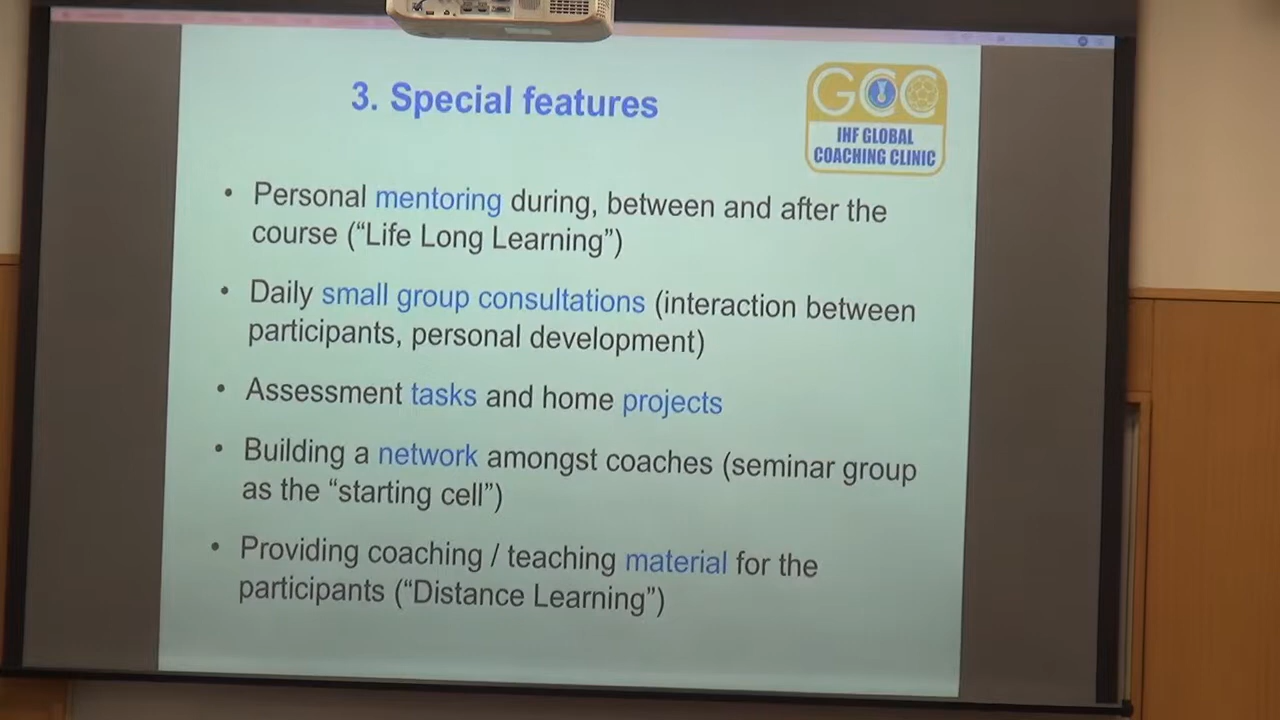 3. Special features
GCC
IHF GLOBAL
COACHING CLINIC
• Personal mentoring during, between and after the
course (“Life Long Learning”)
• Daily small group consultations (interaction between
participants, personal development)
• Assessment tasks and home projects
• Building a network amongst coaches (seminar group
as the “starting cell”)
• Providing coaching / teaching material for the
participants (“Distance Learning”)